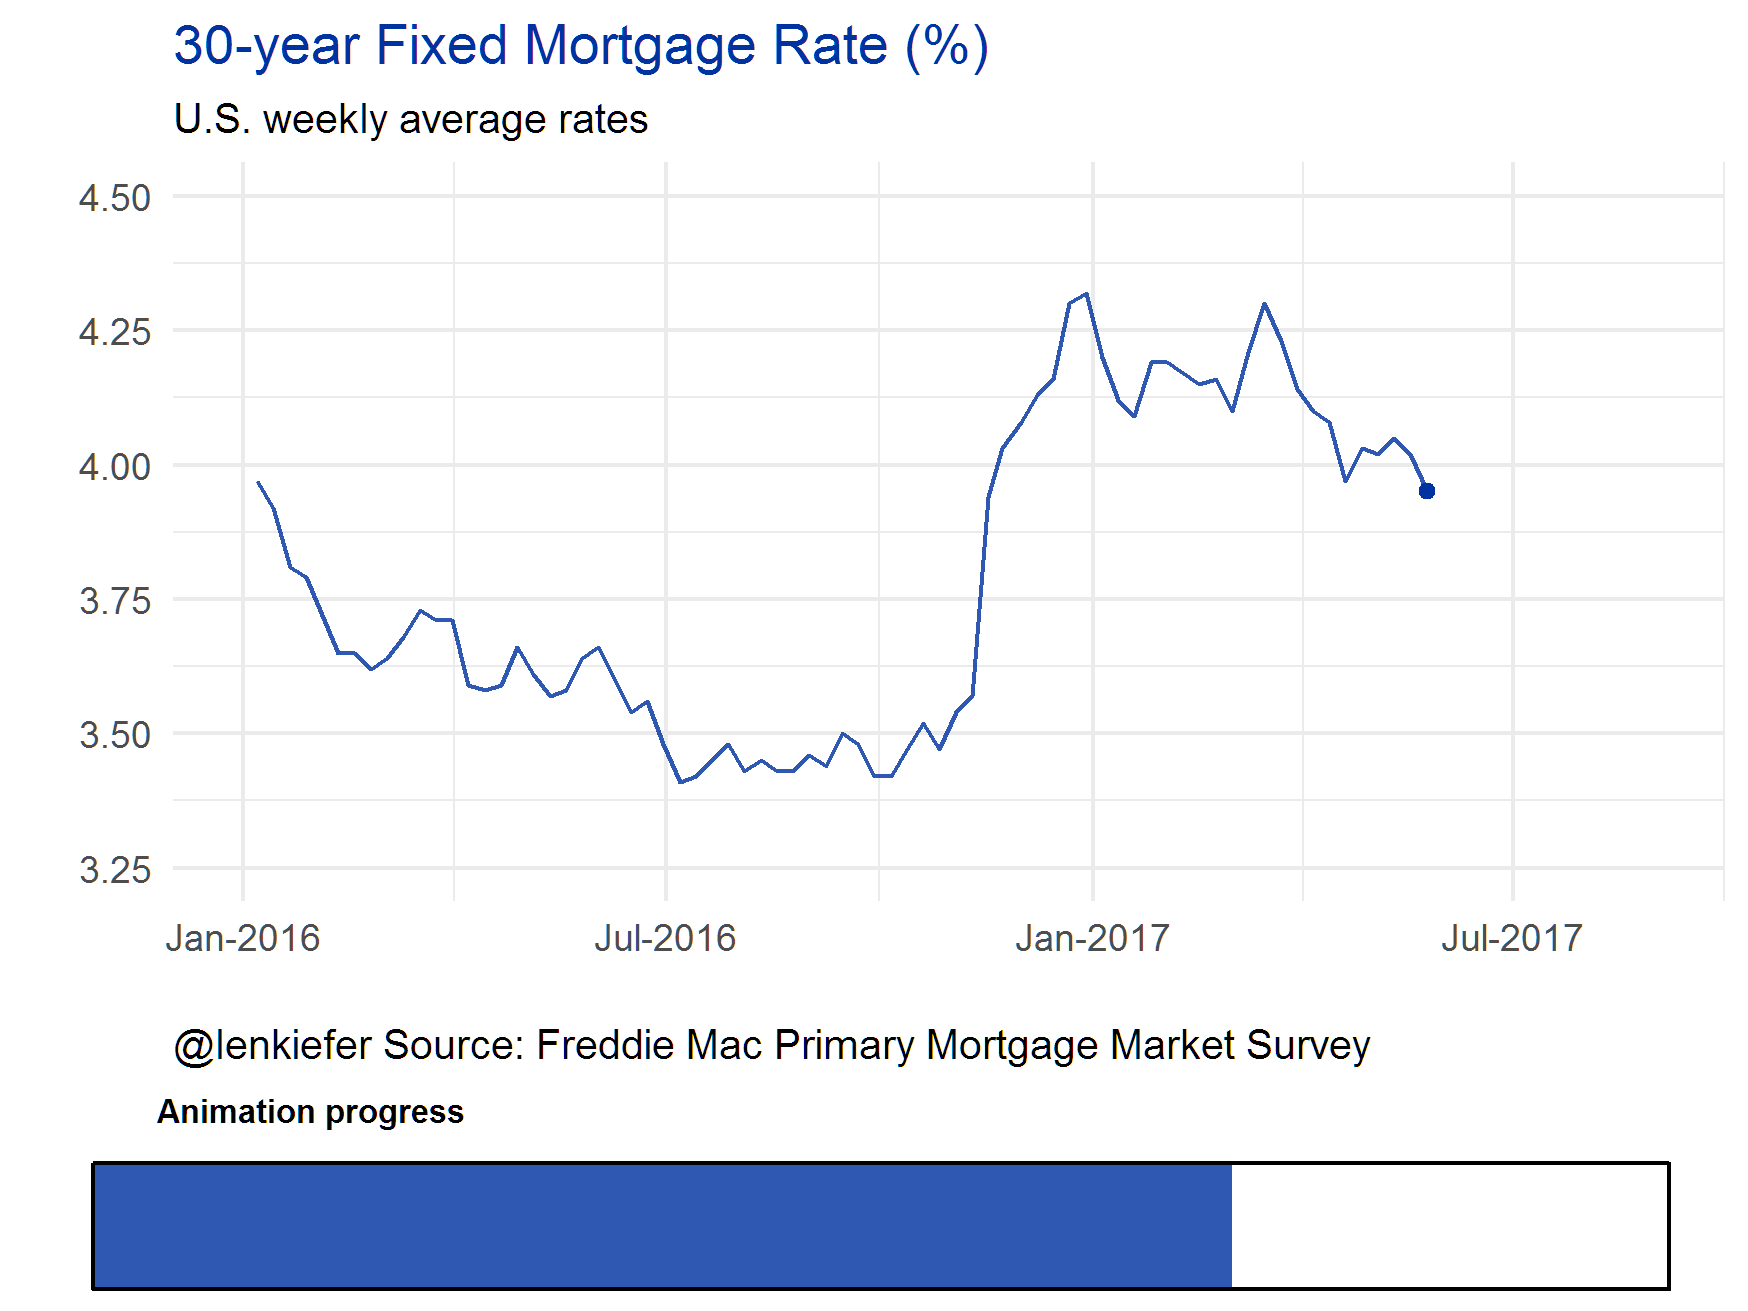 30-year Fixed Mortgage Rate (%)
U.S. weekly average rates
4.50
4.25
4.00
3.75
3.50
3.25
Jan-2016 Jul-2016 Jan-2017 Jul-2017
@lenkiefer Source: Freddie Mac Primary Mortgage Market Survey
Animation progress